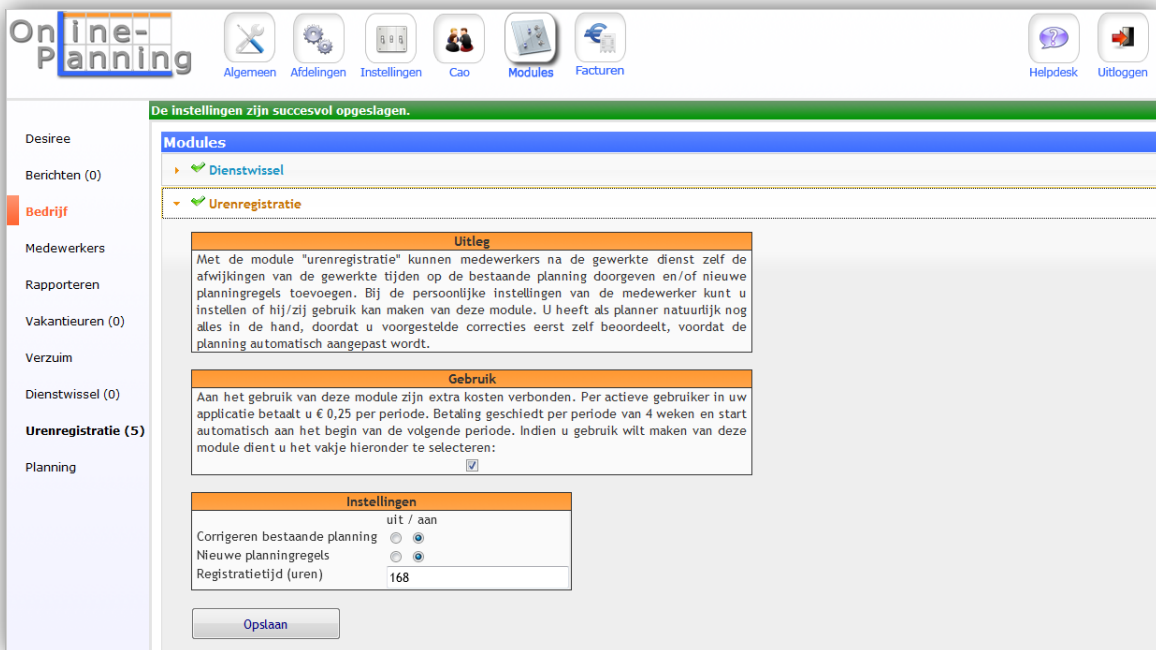 Online-
Planning
Algemeen
Afdelingen
Instellingen
Cao
Modules
Facturen
Helpdesk
Uitloggen
De instellingen zijn succesvol opgeslagen.
Desiree
Berichten (0)
Bedrijf
Medewerkers
Rapporteren
Vakantieuren (0)
Verzuim
Dienstwissel (0)
Urenregistratie (5)
Planning
Modules
Dienstwissel
Urenregistratie
Uitleg
Met de module "urenregistratie" kunnen medewerkers na de gewerkte dienst zelf de
afwijkingen van de gewerkte tijden op de bestaande planning doorgeven en/of nieuwe
planningregels toevoegen. Bij de persoonlijke instellingen van de medewerker kunt u
instellen of hij/zij gebruik kan maken van deze module. U heeft als planner natuurlijk nog
alles in de hand, doordat u voorgestelde correcties eerst zelf beoordeelt, voordat de
planning automatisch aangepast wordt.
Gebruik
Aan het gebruik van deze module zijn extra kosten verbonden. Per actieve gebruiker in uw
applicatie betaalt u € 0,25 per periode. Betaling geschiedt per periode van 4 weken en start
automatisch aan het begin van de volgende periode. Indien u gebruik wilt maken van deze
module dient u het vakje hieronder te selecteren:
Instellingen
uit / aan
Corrigeren bestaande planning
Nieuwe planningregels
Registratietijd (uren) 168
Opslaan